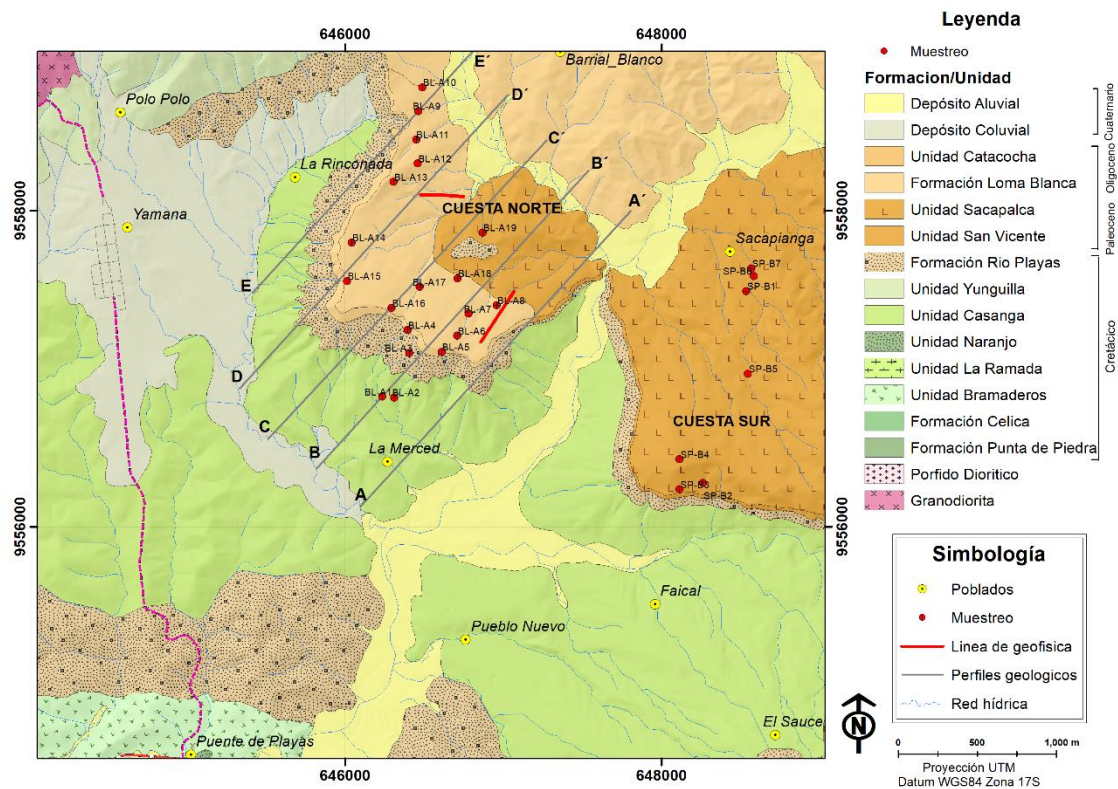 646000
648000
9558000
9556000
Barrial_Blanco
E´
BL-A10
Polo Polo
BL-A9
D´
BL-A11
La Rinconada
BL-A12
C´
BL-A13
B´
Yamana
A´
CUESTA NORTE
BL-A19
BL-A14
Sacapianga
SP-B7
SP-B6
SP-B1
BL-A15
BL-A17
BL-A18
E
BL-A16
BL-A8
BL-A7
BL-A4
BL-A6
BL-A3
BL-A5
D
SP-B5
BL-A1
BL-A2
C
CUESTA SUR
B
La Merced
SP-B4
A
SP-B3
SP-B2
Faical
Pueblo Nuevo
El Sauce
Puente de Playas
9558000
9556000
646000
648000
Leyenda
Muestreo
Formacion/Unidad
Depósito Aluvial
Depósito Coluvial
Unidad Catacocha
Formación Loma Blanca
Unidad Sacapalca
Unidad San Vicente
Formación Rio Playas
Unidad Yunguilla
Unidad Casanga
Unidad Naranjo
Unidad La Ramada
Unidad Bramaderos
Formación Celica
Formación Punta de Piedra
Porfido Dioritico
Granodiorita
Cuaternario
Oligoceno
Paleoceno
Cretácico
Simbología
Poblados
Muestreo
Linea de geofisica
Perfiles geologicos
Red hídrica
N
0 500 1,000 m
Proyección UTM
Datum WGS84 Zona 17S